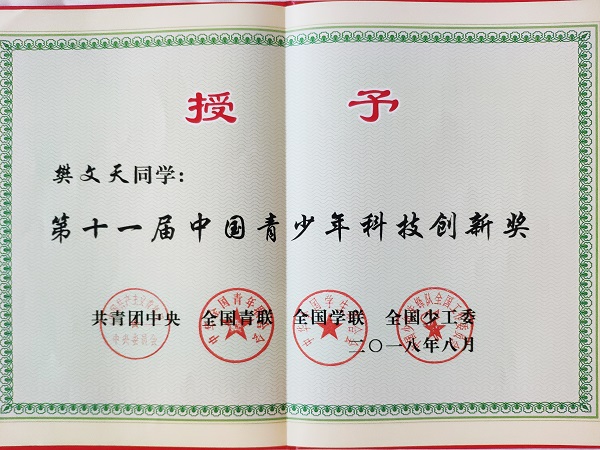 授予
樊文天同学：
第十一届中国青少年科技创新奖
共青团中央 全国青联 全国学联 全国少工委
二〇一八年八月